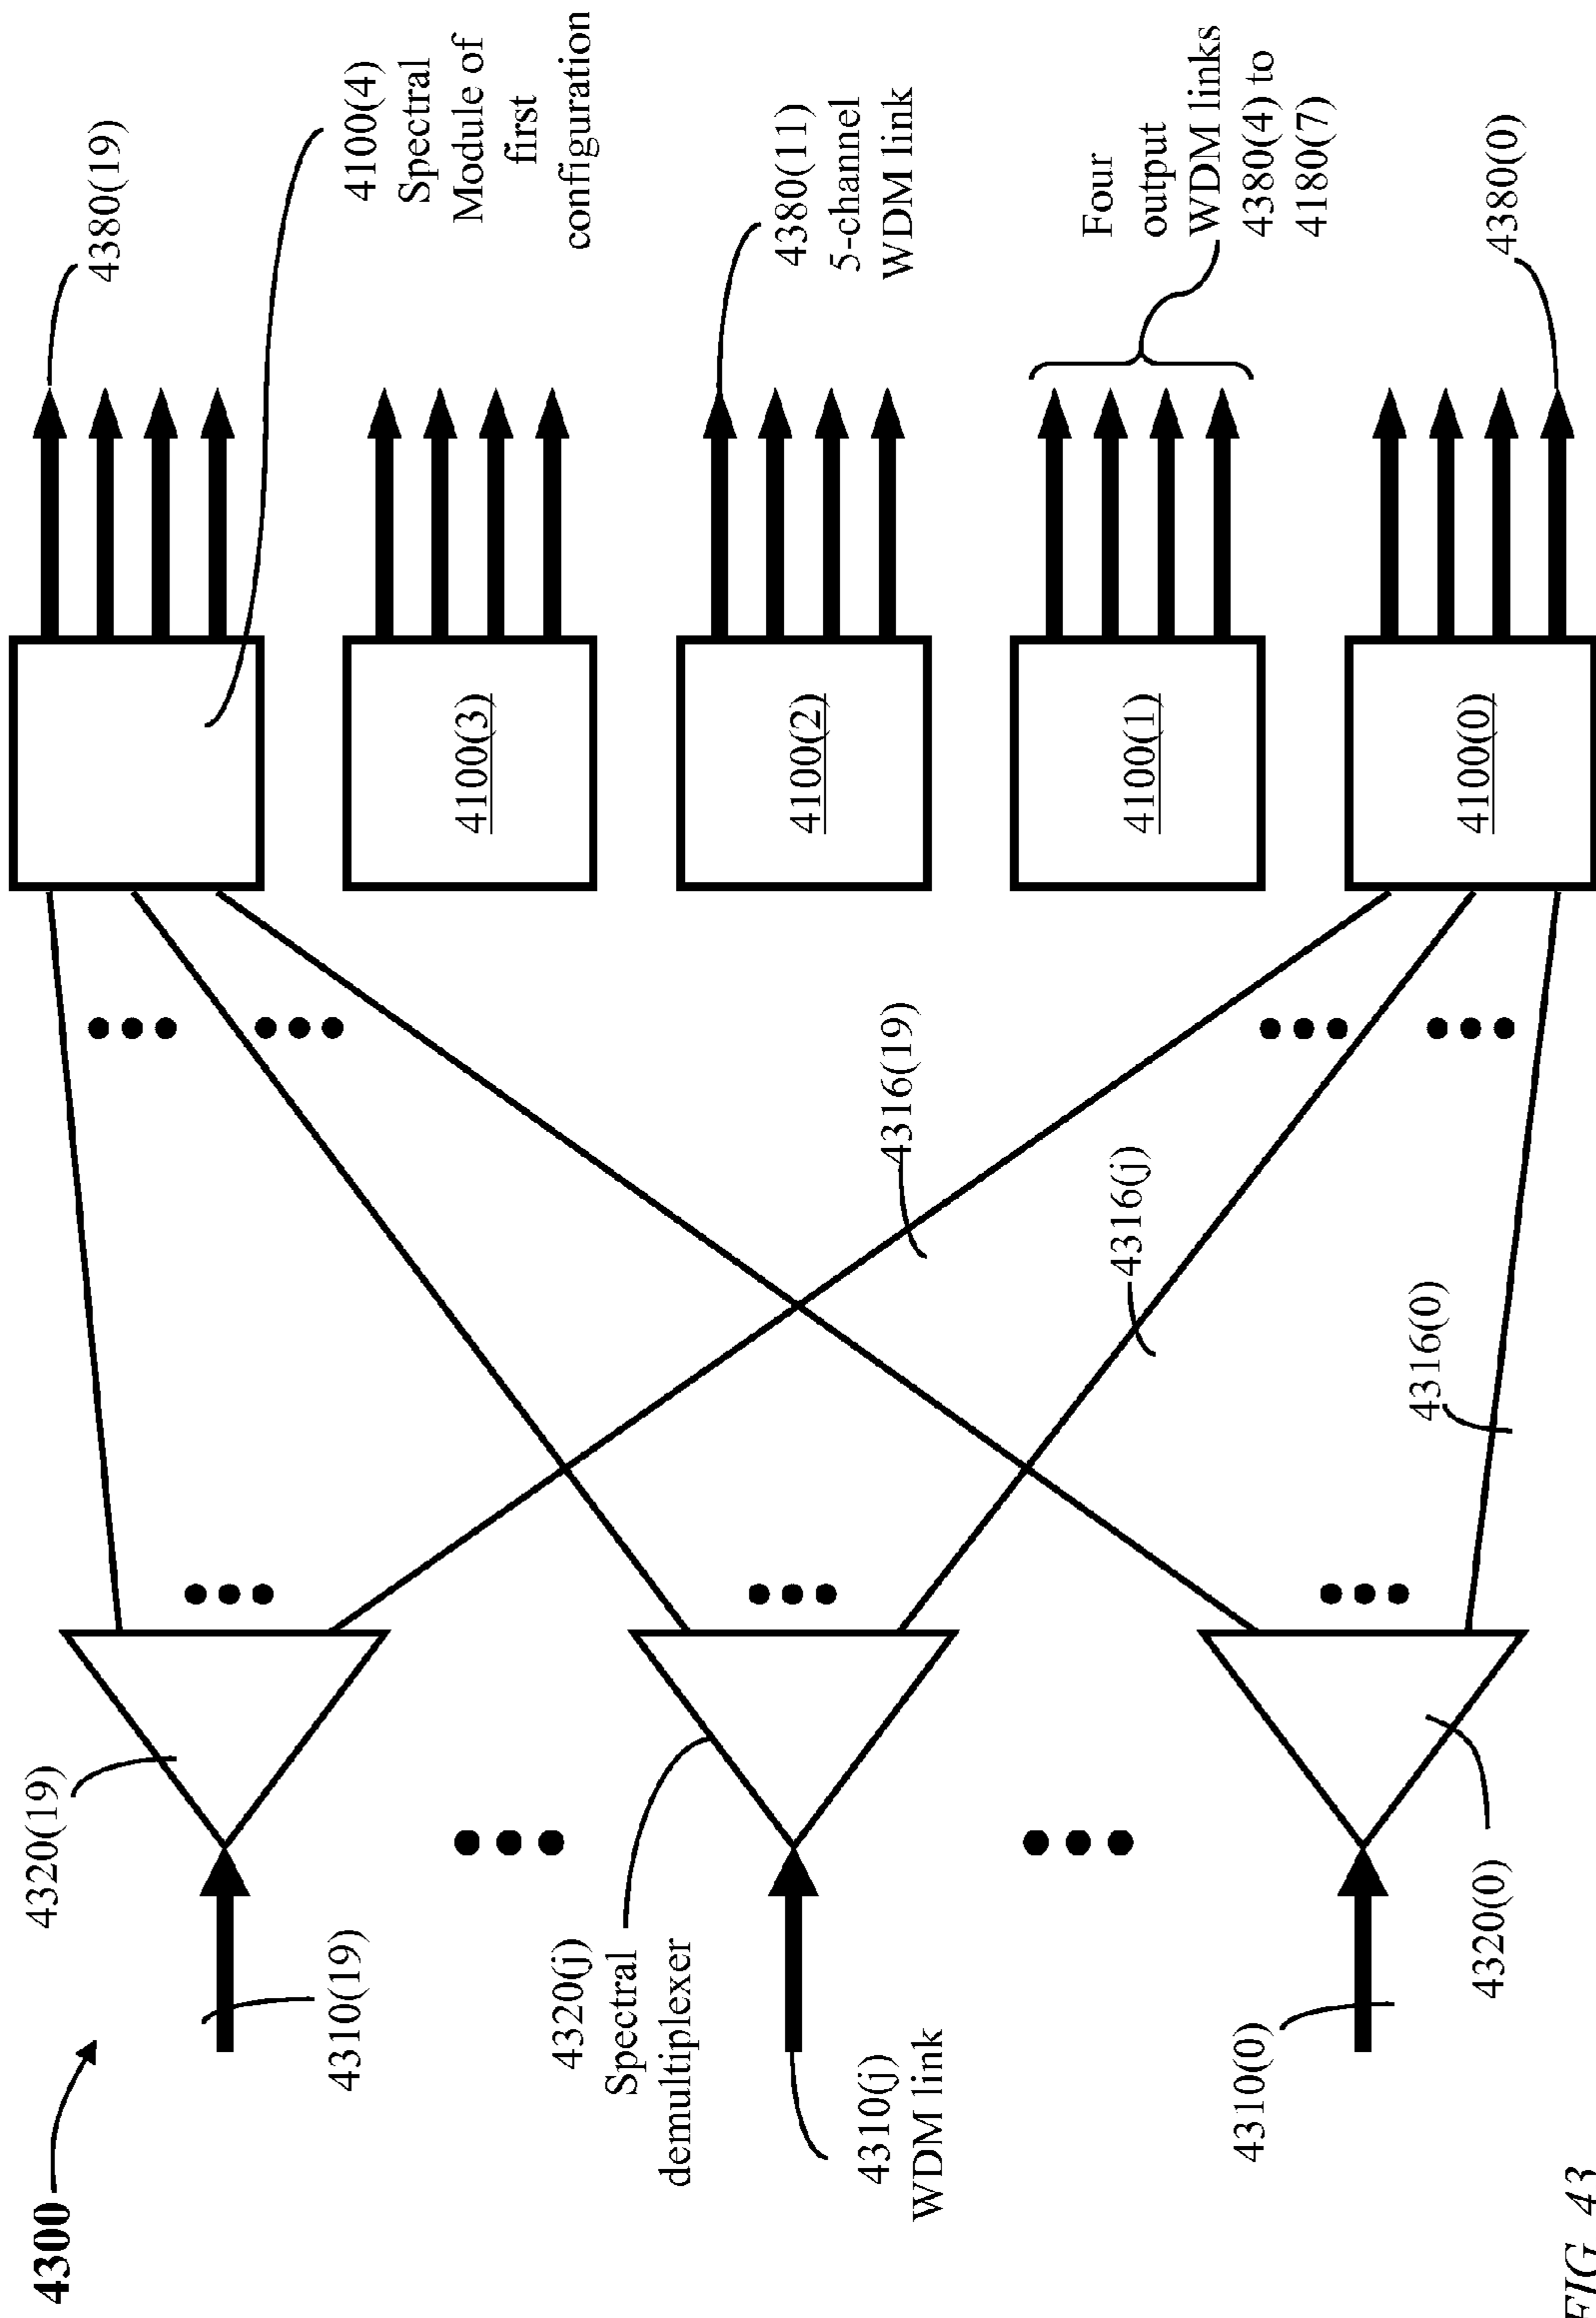 4300
4320(19)
4310(19)
4320(j)
Spectral
demultiplexer
4310(j)
WDM link
4310(0)
4320(0)
4316(19)
4316(j)
4316(0)
4380(19)
4100(4)
Spectral
Module of
first
configuration
4100(3)
4100(2)
4380(11)
5-channel
WDM link
4100(1)
Four
output
WDM links
4380(4) to
4180(7)
4100(0)
4380(0)
FIG. 43